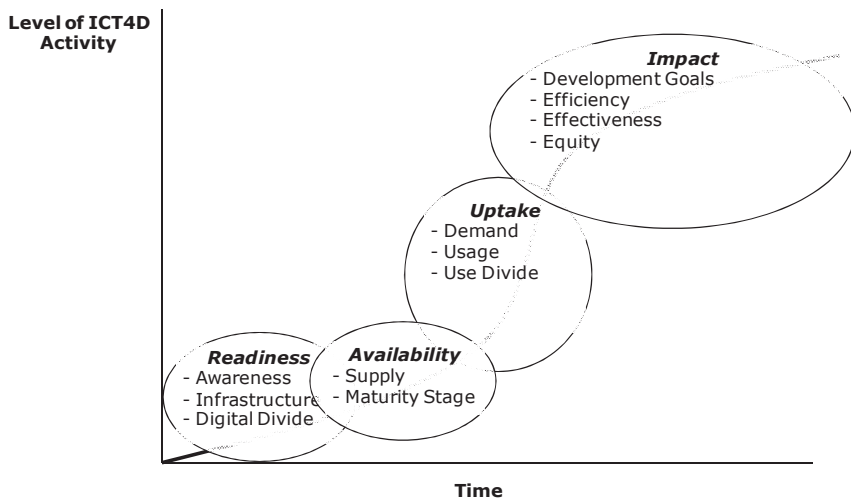 Level of ICT4D
Activity
Impact
- Development Goals
- Efficiency
- Effectiveness
- Equity
Uptake
- Demand
- Usage
- Use Divide
Readiness
- Awareness
- Infrastructure
- Digital Divide
Availability
- Supply
- Maturity Stage
Time